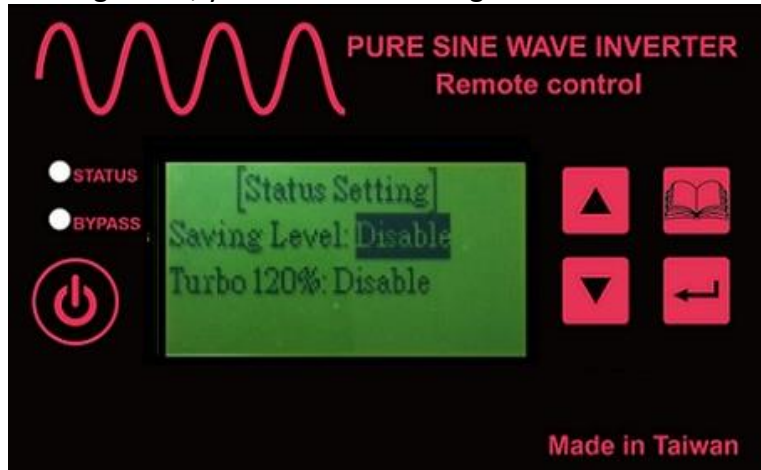 PURE SINE WAVE INVERTER
Remote control
STATUS
BYPASS
[Status Setting]
Saving Level: Disable
Turbo 120%: Disable
Made in Taiwan